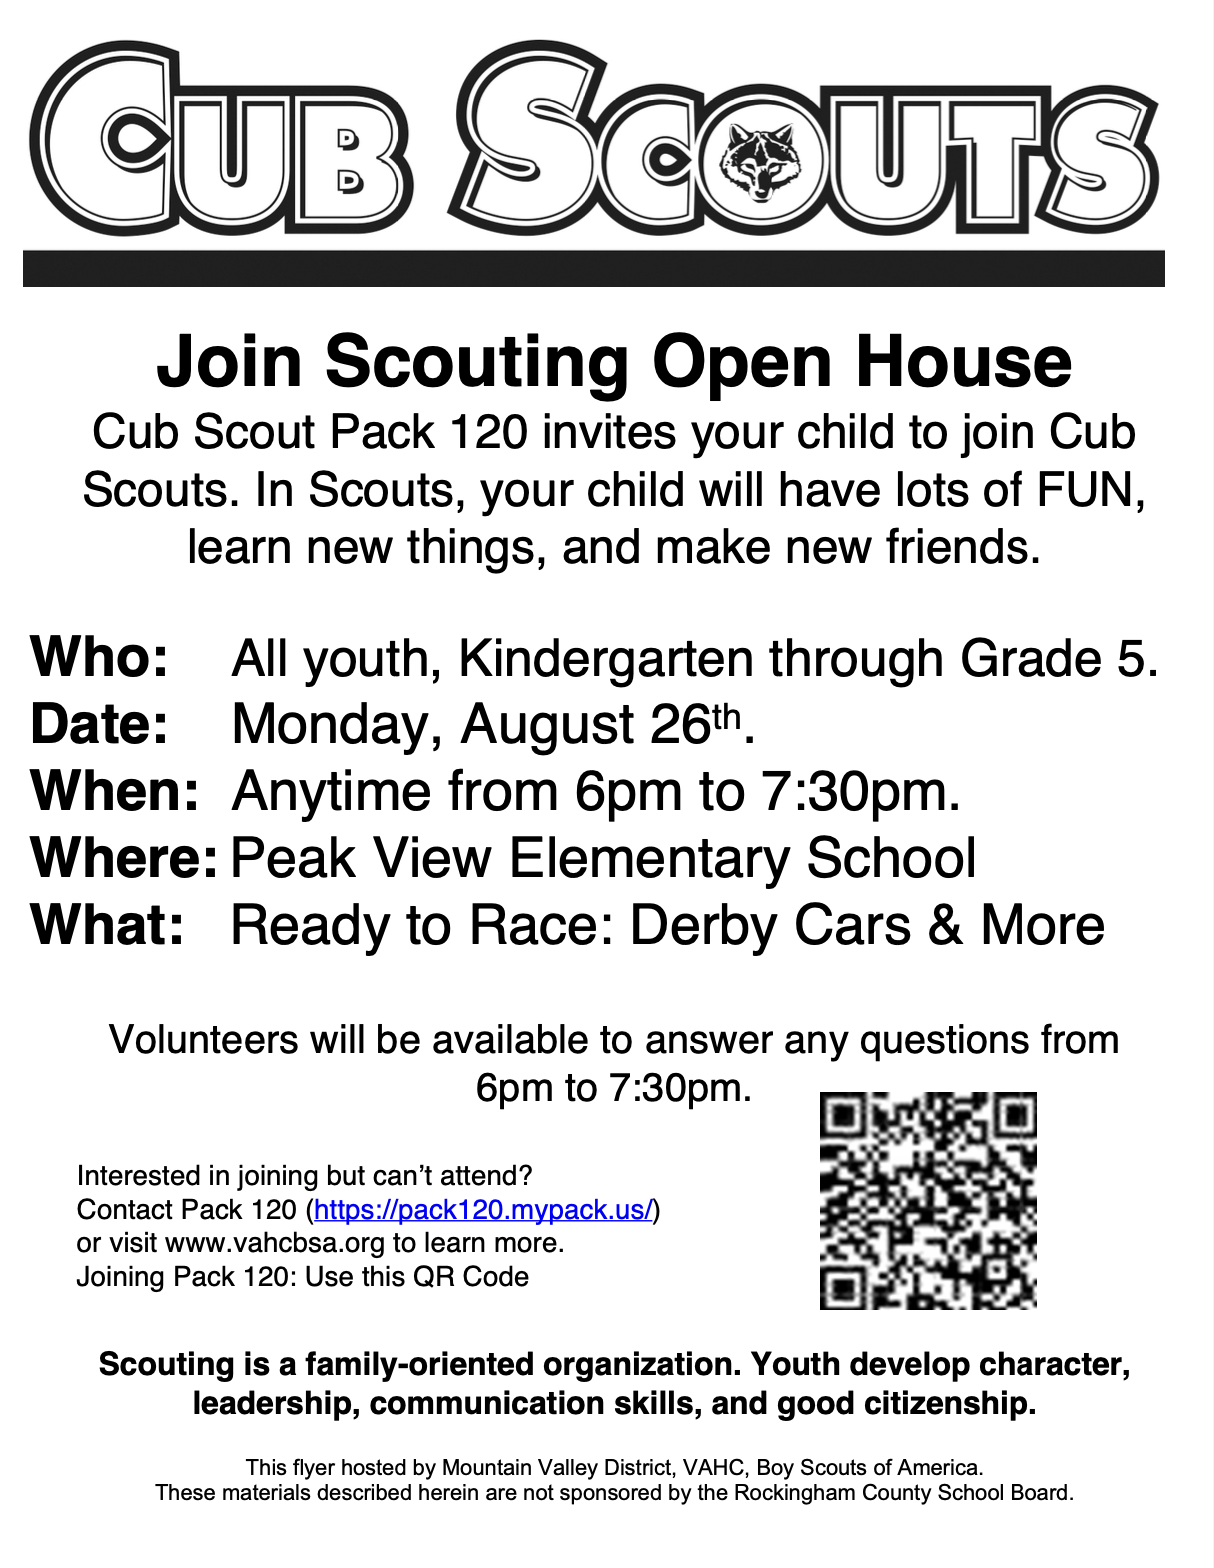 CUB SCOUTS
Join Scouting Open House
Cub Scout Pack 120 invites your child to join Cub
Scouts. In Scouts, your child will have lots of FUN,
learn new things, and make new friends.
Who: All youth, Kindergarten through Grade 5.
Date: Monday, August 26th.
When: Anytime from 6pm to 7:30pm.
Where: Peak View Elementary School
What: Ready to Race: Derby Cars & More
Volunteers will be available to answer any questions from
6pm to 7:30pm.
Interested in joining but can’t attend?
Contact Pack 120 (https://pack120.mypack.us/)
or visit www.vahcbsa.org to learn more.
Joining Pack 120: Use this QR Code
Scouting is a family-oriented organization. Youth develop character,
leadership, communication skills, and good citizenship.
This flyer hosted by Mountain Valley District, VAHC, Boy Scouts of America.
These materials described herein are not sponsored by the Rockingham County School Board.